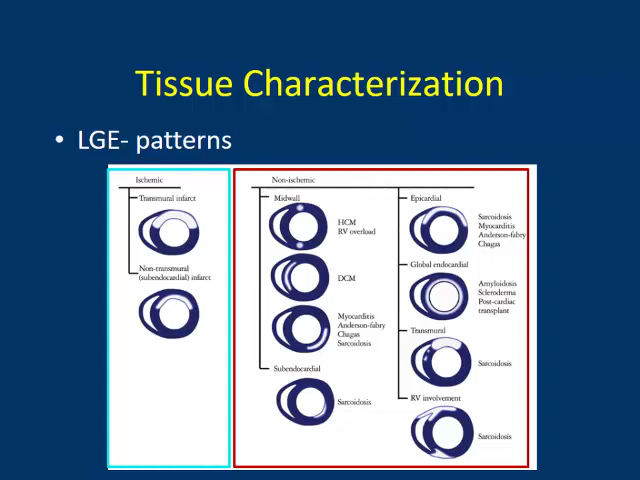 Tissue Characterization
• LGE- patterns
Ischemic
Transmural infarct
Non-transmural
(subendocardial) infarct
Non-ischemic
Midwall
HCM
RV overload
DCM
Myocarditis
Anderson-fabry
Chagas
Sarcoidosis
Subendocardial
Sarcoidosis
Epicardial
Sarcoidosis
Myocarditis
Anderson-fabry
Chagas
Global endocardial
Amyloidosis
Scleroderma
Post-cardiac
transplant
Transmural
Sarcoidosis
RV involvement
Sarcoidosis